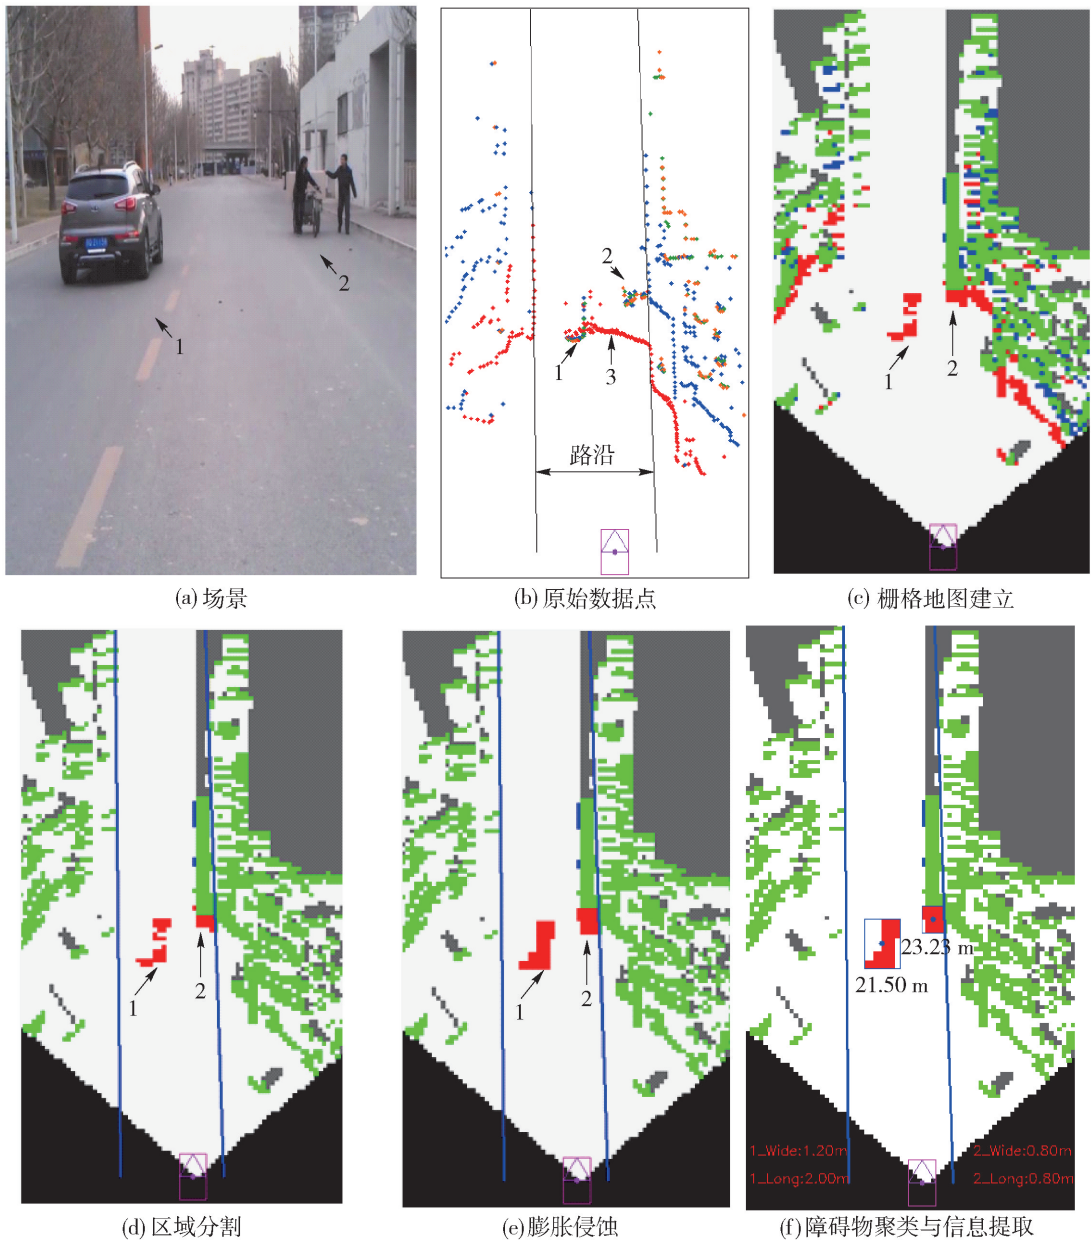 1
2
(a) 场景
2
1
3
路沿
(b) 原始数据点
1
2
(c) 栅格地图建立
1
2
(d) 区域分割
1
2
(e) 膨胀侵蚀
23.23 m
21.50 m
1_Wide:1.20m
2_Wide:0.80m
1_Long:2.00m
2_Long:0.80m
(f) 障碍物聚类与信息提取